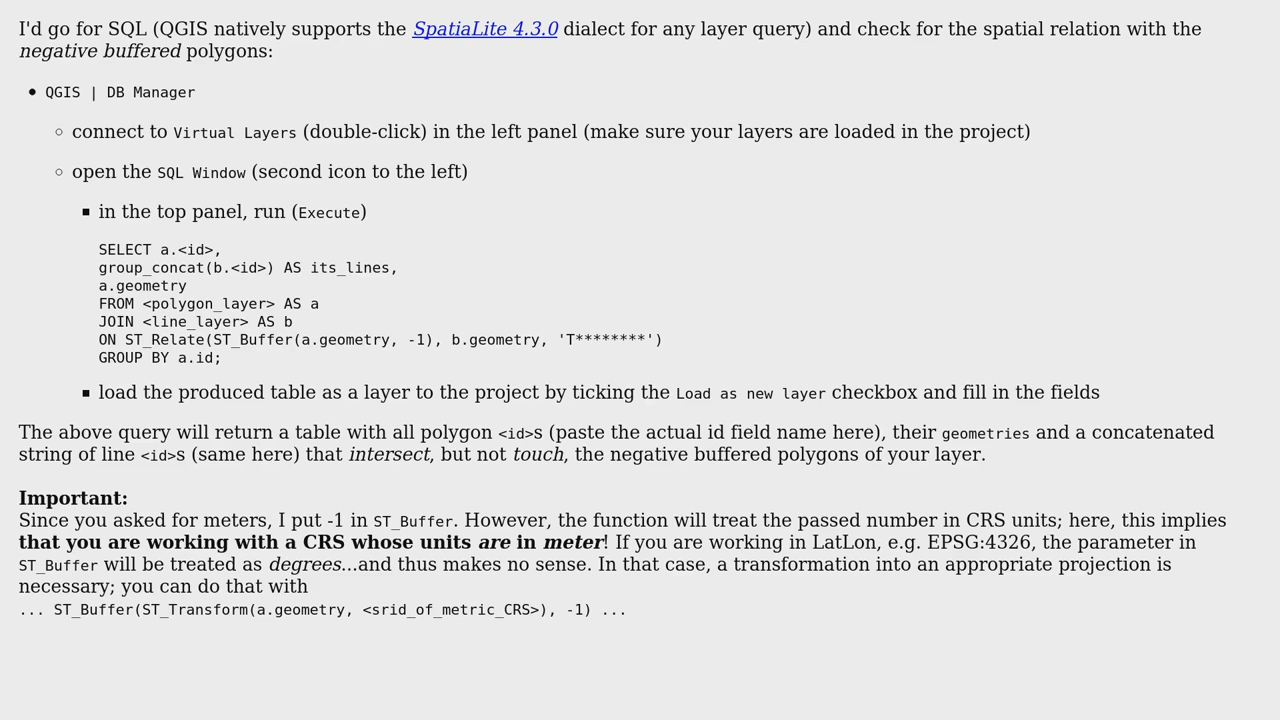 I'd go for SQL (QGIS natively supports the SpatiaLite 4.3.0 dialect for any layer query) and check for the spatial relation with the
negative buffered polygons:
• QGIS | DB Manager
◦ connect to Virtual Layers (double-click) in the left panel (make sure your layers are loaded in the project)
◦ open the SQL Window (second icon to the left)
▪ in the top panel, run (Execute)
SELECT a.<id>,
group_concat(b.<id>) AS its_lines,
a.geometry
FROM <polygon_layer> AS a
JOIN <line_layer> AS b
ON ST_Relate(ST_Buffer(a.geometry, -1), b.geometry, 'T********')
GROUP BY a.id;
▪ load the produced table as a layer to the project by ticking the Load as new layer checkbox and fill in the fields
The above query will return a table with all polygon <id>s (paste the actual id field name here), their geometries and a concatenated
string of line <id>s (same here) that intersect, but not touch, the negative buffered polygons of your layer.
Important:
Since you asked for meters, I put -1 in ST_Buffer. However, the function will treat the passed number in CRS units; here, this implies
that you are working with a CRS whose units are in meter! If you are working in LatLon, e.g. EPSG:4326, the parameter in
ST_Buffer will be treated as degrees...and thus makes no sense. In that case, a transformation into an appropriate projection is
necessary; you can do that with
... ST_Buffer(ST_Transform(a.geometry, <srid_of_metric_CRS>), -1) ...